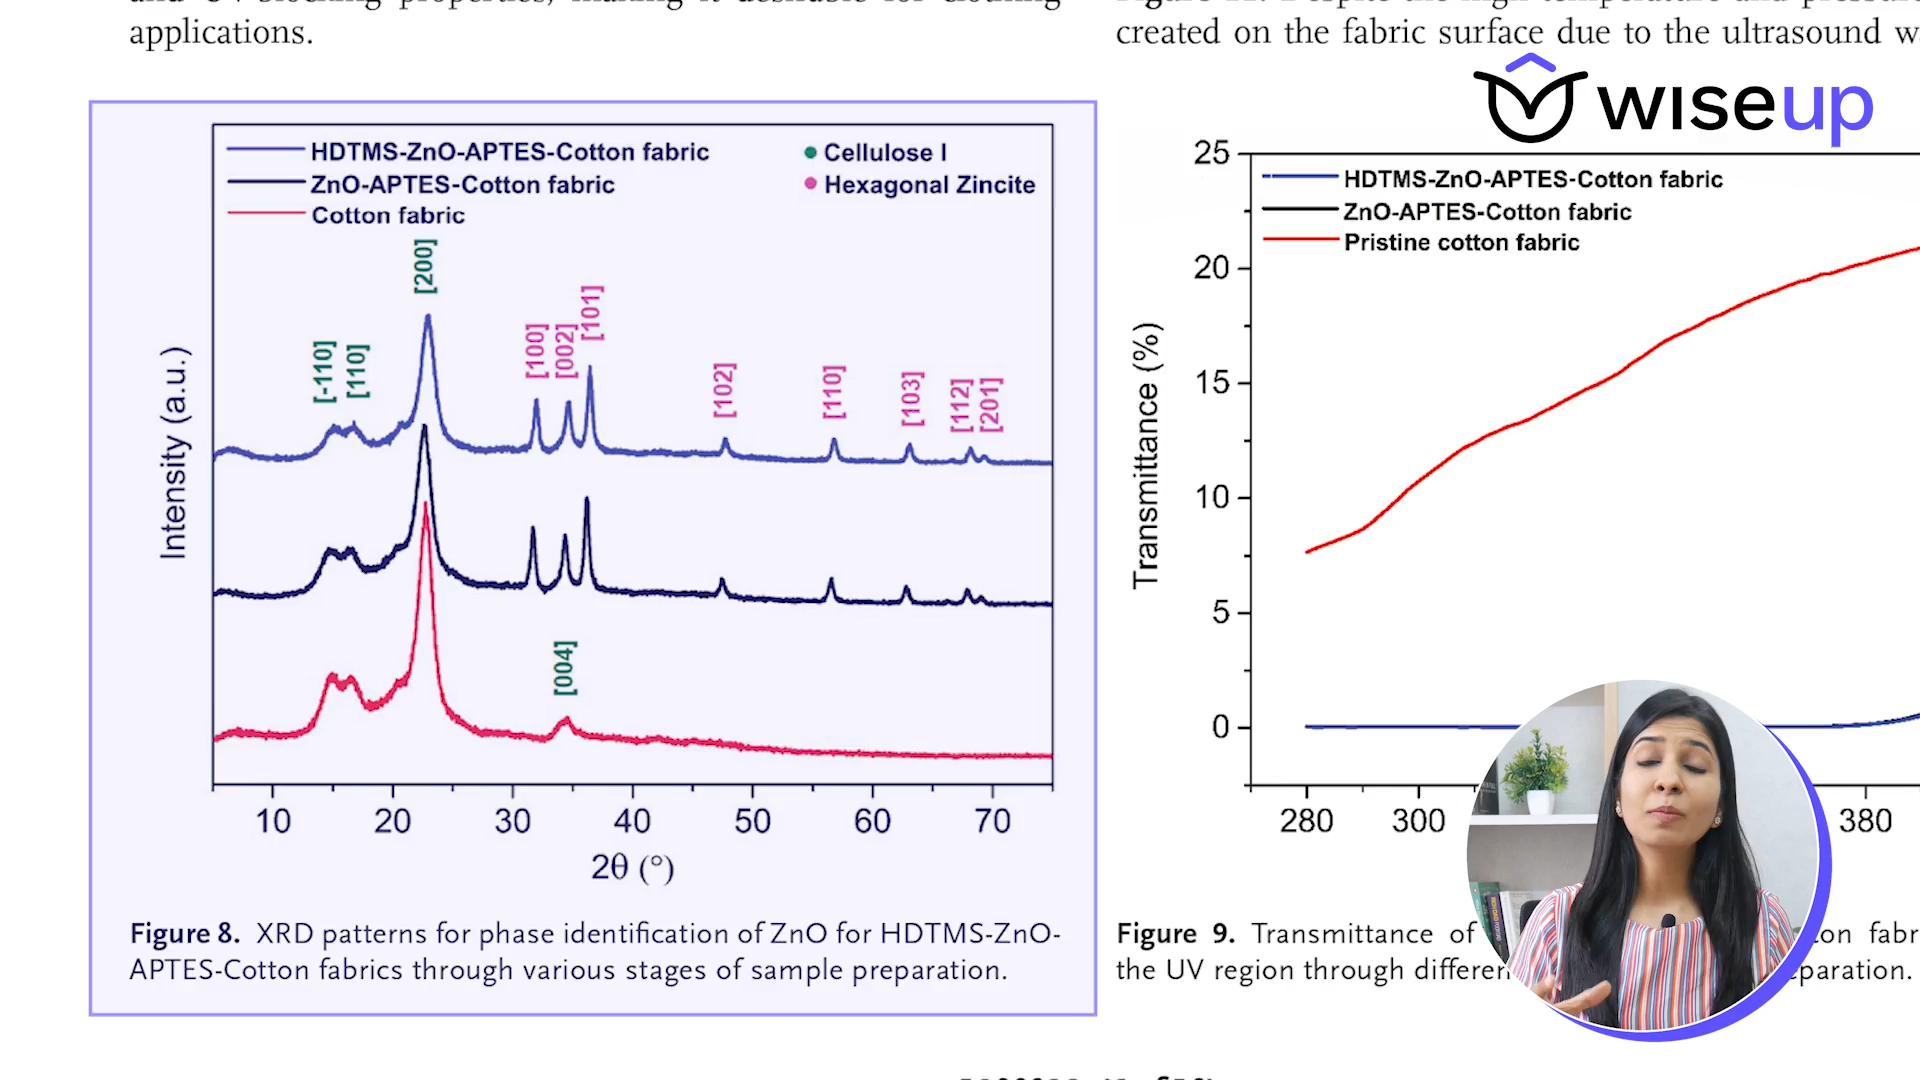 applications.
created on the fabric surface due to the ultrasound
wiseup
HDTMS-ZnO-APTES-Cotton fabric
ZnO-APTES-Cotton fabric
Cotton fabric
Cellulose I
Hexagonal Zincite
[200]
[-110]
[110]
[100]
[002]
[101]
[102]
[110]
[103]
[112]
[201]
[004]
Intensity (a.u.)
10 20 30 40 50 60 70
2θ (°)
Figure 8. XRD patterns for phase identification of ZnO for HDTMS-ZnO-
APTES-Cotton fabrics through various stages of sample preparation.
HDTMS-ZnO-APTES-Cotton fabric
ZnO-APTES-Cotton fabric
Pristine cotton fabric
Transmittance (%)
25
20
15
10
5
0
280 300 380
Figure 9. Transmittance of
the UV region through